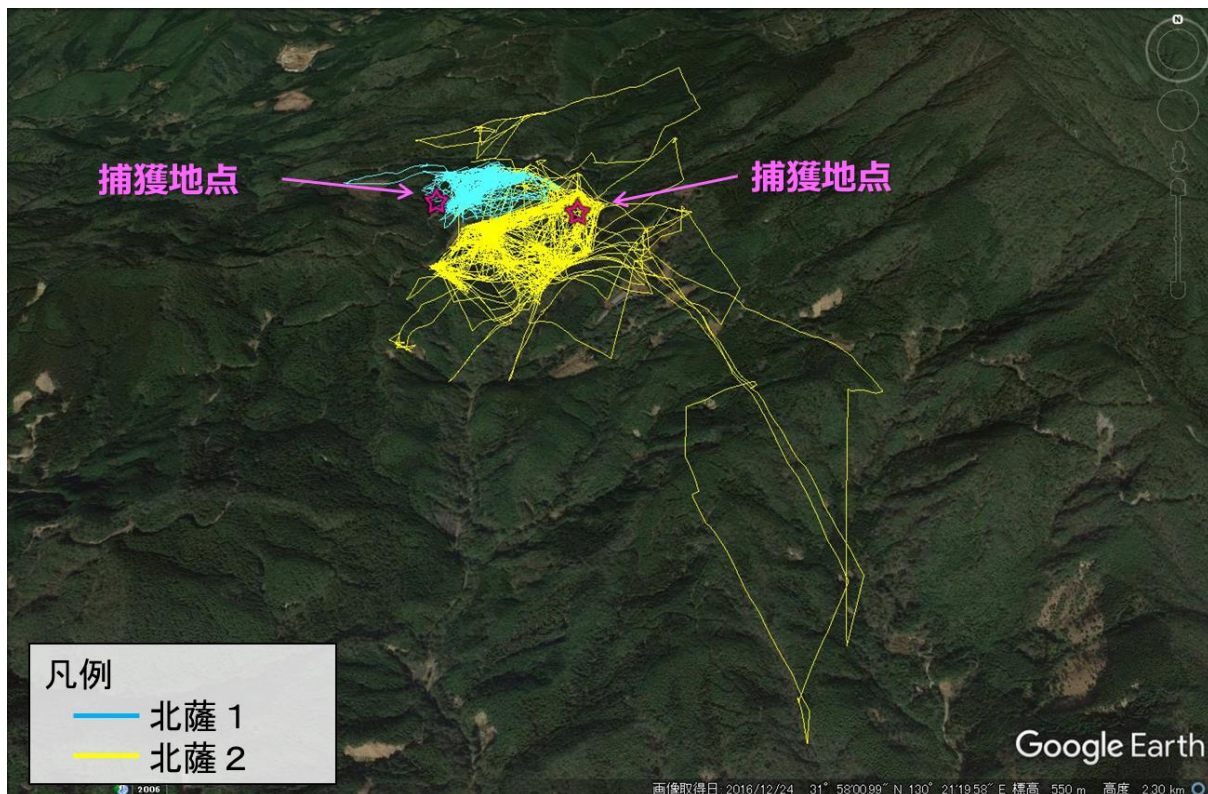 N
捕獲地点
捕獲地点
凡例
北薩１
北薩２
Google Earth
2006
画像取得日: 2016/12/24 31° 58'00.99" N 130° 21'19.58" E 標高 550 m 高度 2.30 km